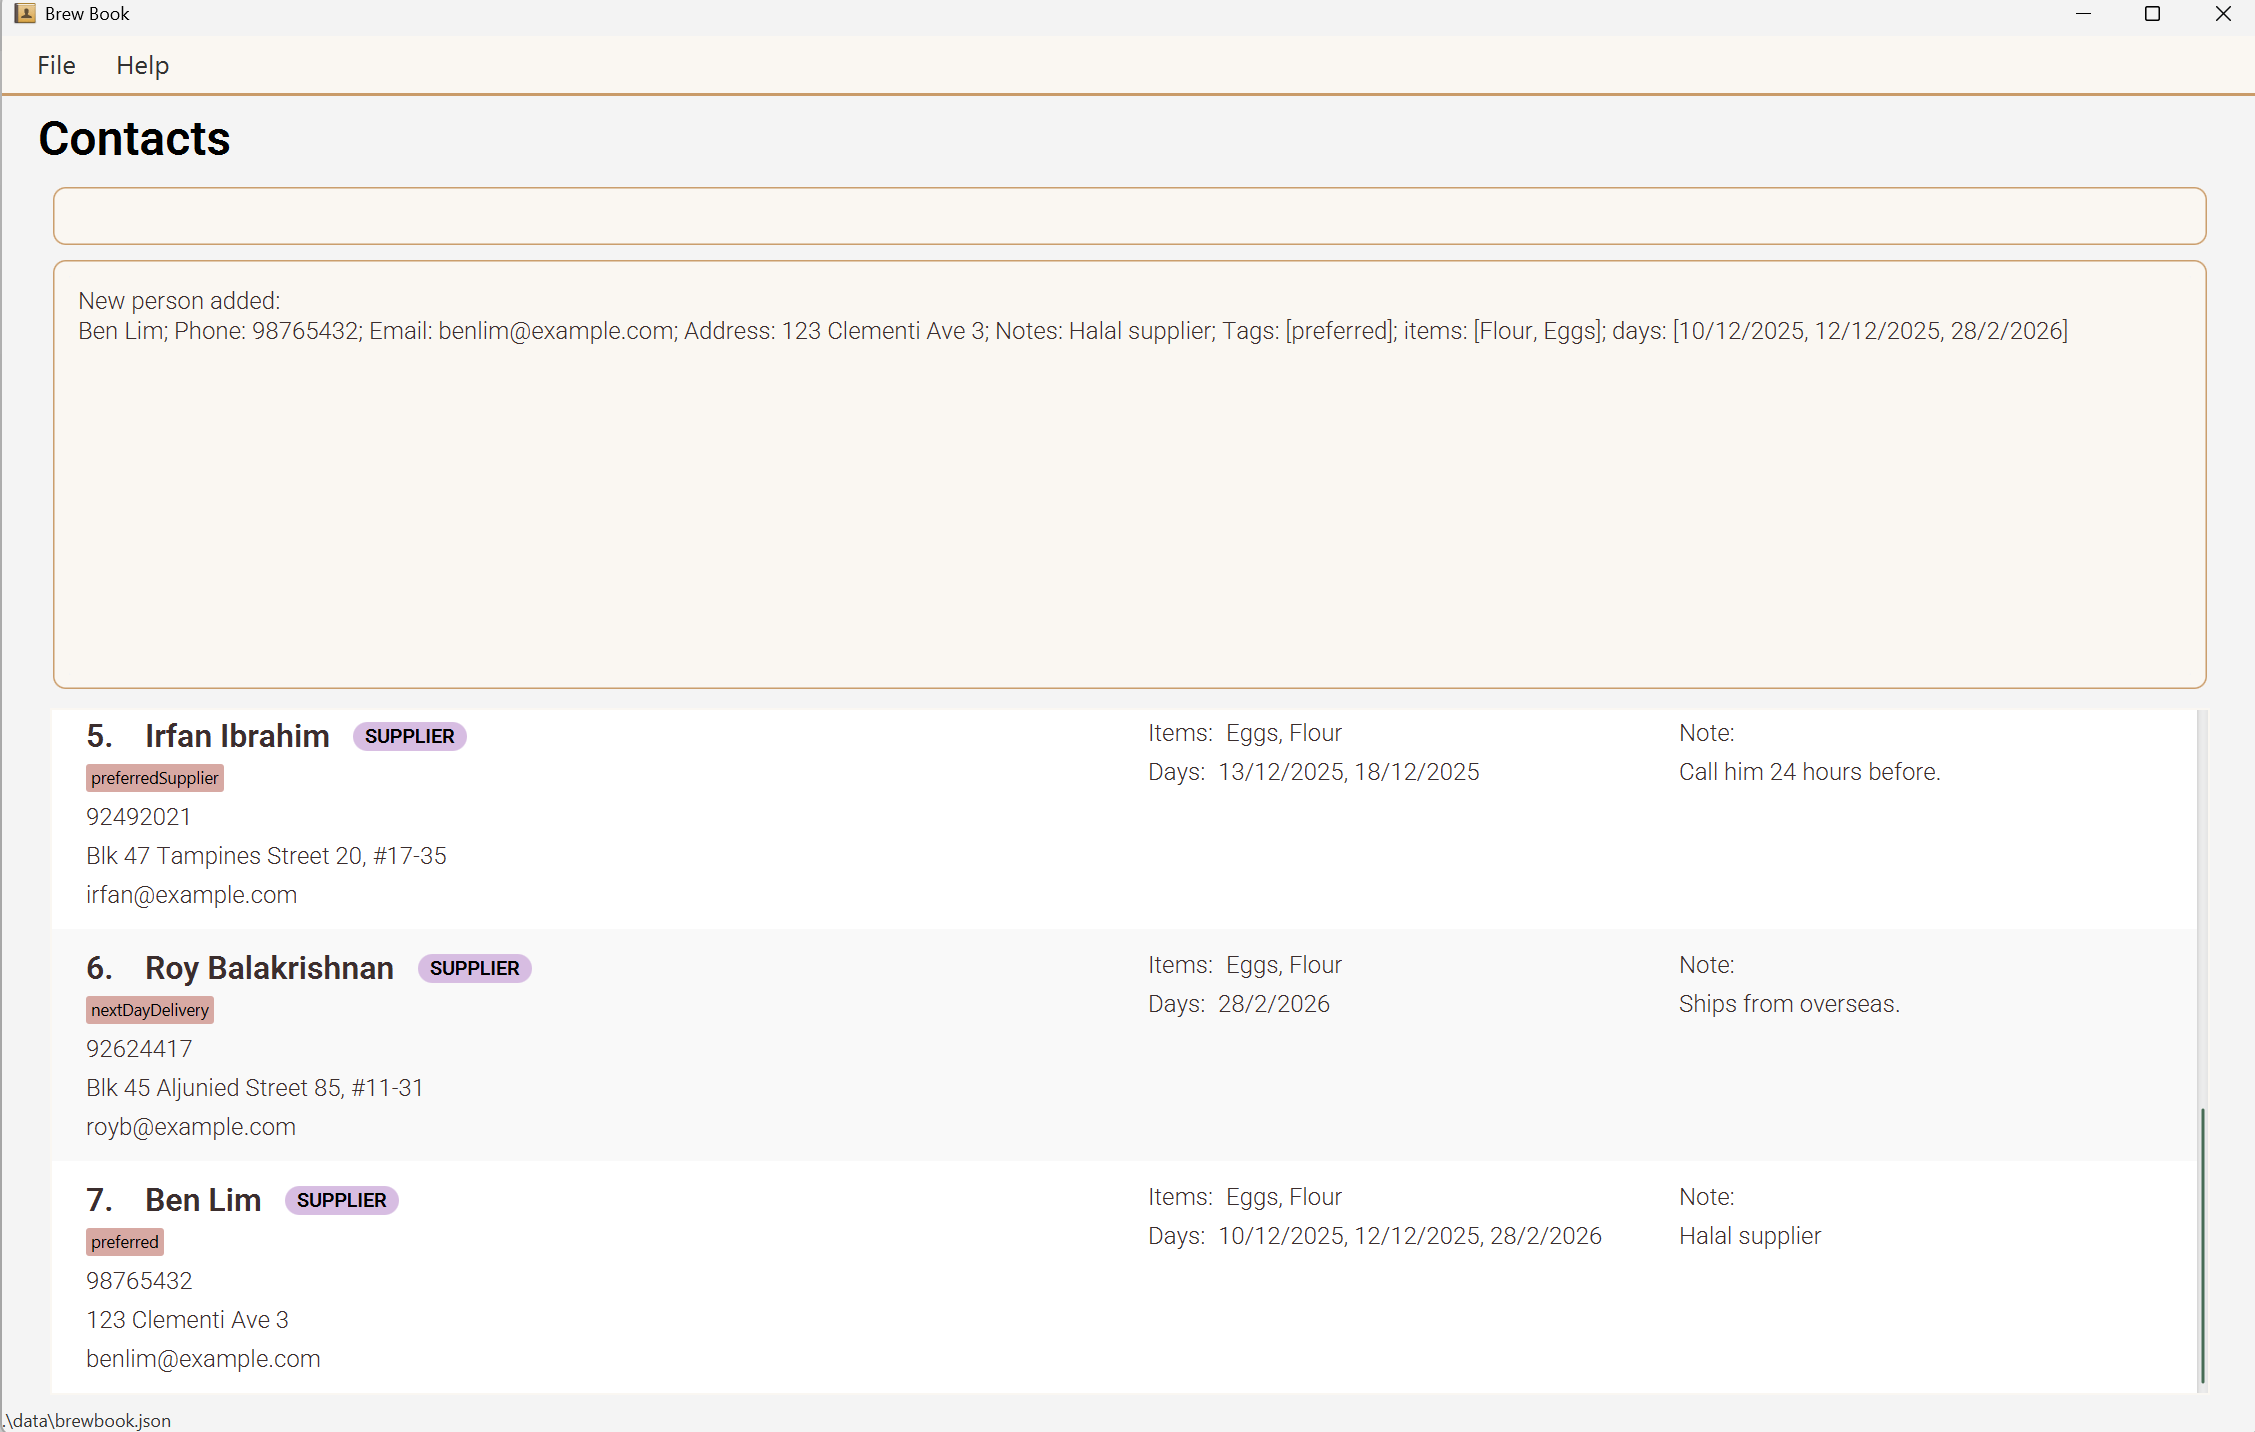 Brew Book
File Help
Contacts
New person added:
Ben Lim; Phone: 98765432; Email: benlim@example.com; Address: 123 Clementi Ave 3; Notes: Halal supplier; Tags: [preferred]; items: [Flour, Eggs]; days: [10/12/2025, 12/12/2025, 28/2/2026]
5. Irfan Ibrahim SUPPLIER
preferredSupplier
92492021
Blk 47 Tampines Street 20, #17-35
irfan@example.com
Items: Eggs, Flour
Days: 13/12/2025, 18/12/2025
Note:
Call him 24 hours before.
6. Roy Balakrishnan SUPPLIER
nextDayDelivery
92624417
Blk 45 Aljunied Street 85, #11-31
royb@example.com
Items: Eggs, Flour
Days: 28/2/2026
Note:
Ships from overseas.
7. Ben Lim SUPPLIER
preferred
98765432
123 Clementi Ave 3
benlim@example.com
Items: Eggs, Flour
Days: 10/12/2025, 12/12/2025, 28/2/2026
Note:
Halal supplier
.\data\brewbook.json